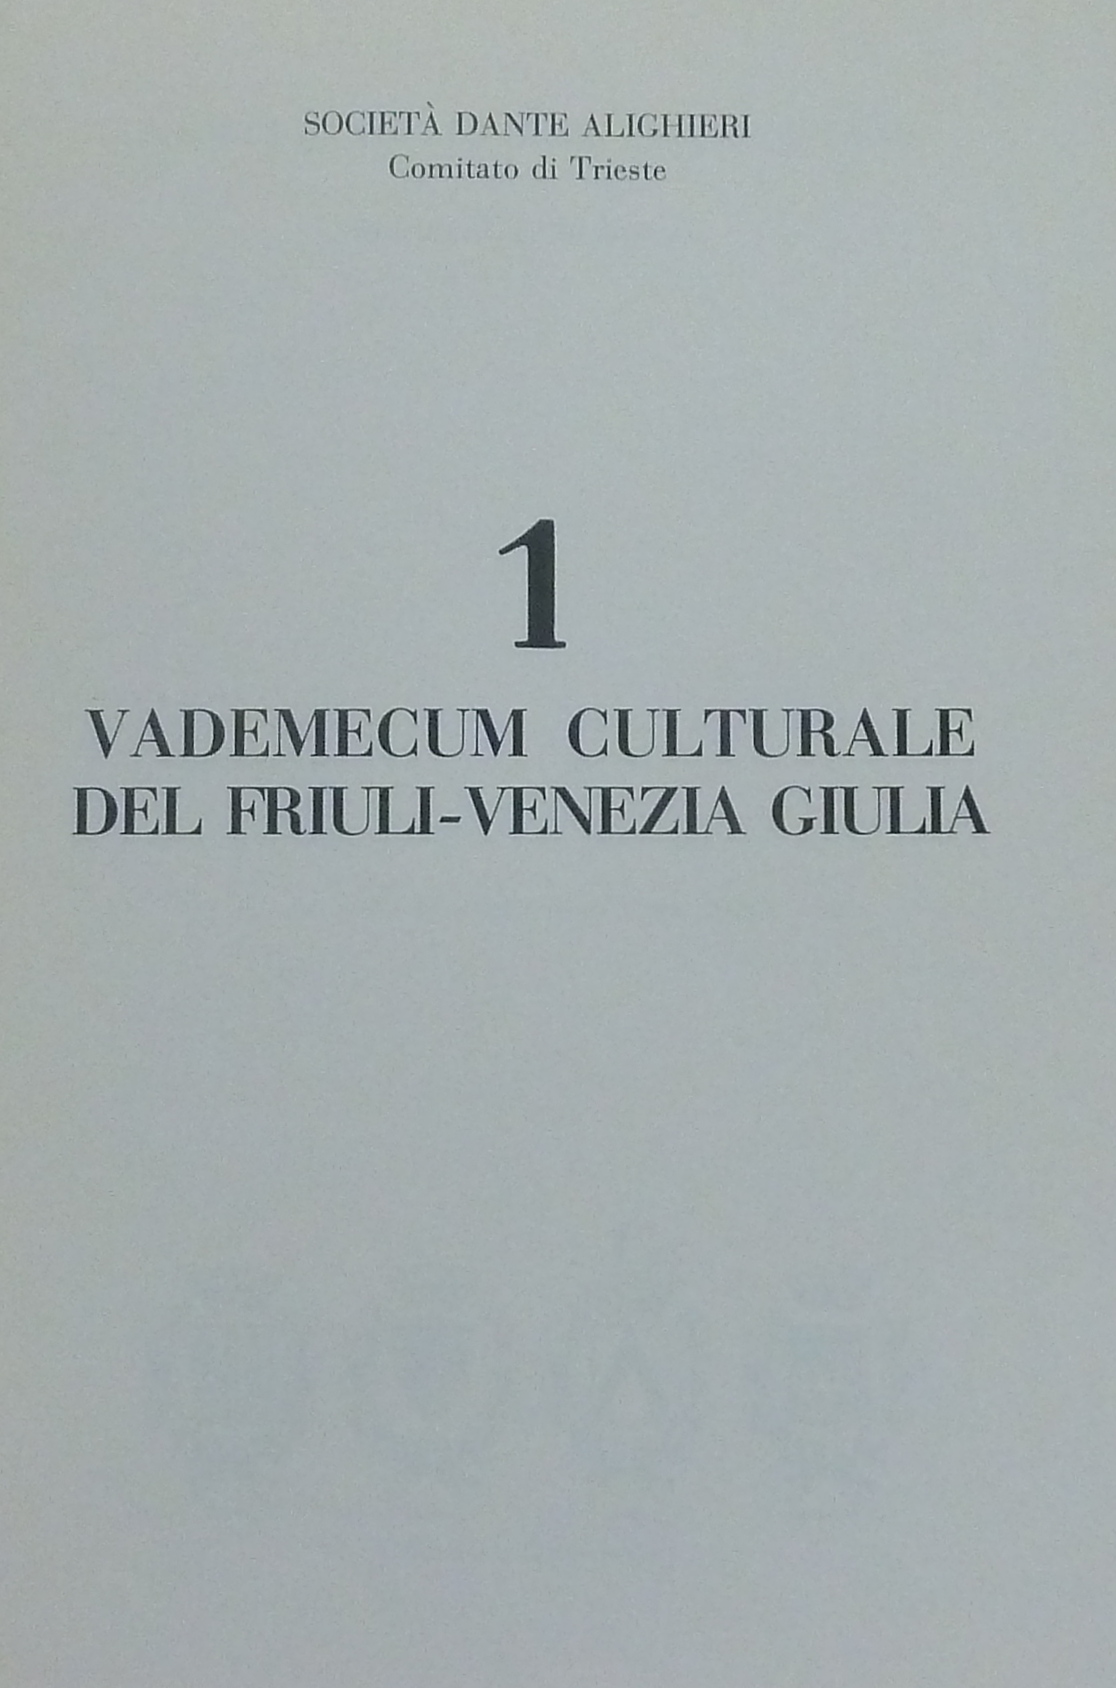 SOCIETÀ DANTE ALIGHIERI
Comitato di Trieste
1
VADEMECUM CULTURALE
DEL FRIULI-VENEZIA GIULIA